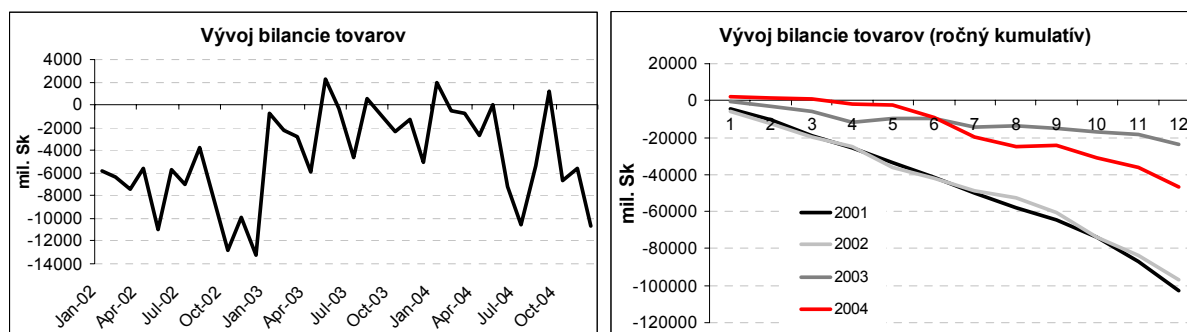 Vývoj bilancie tovarov
mil. Sk
4000
2000
0
-2000
-4000
-6000
-8000
-10000
-12000
-14000
Jan-02
Apr-02
Jul-02
Oct-02
Jan-03
Apr-03
Jul-03
Oct-03
Jan-04
Apr-04
Jul-04
Oct-04
Vývoj bilancie tovarov (ročný kumulatív)
mil. Sk
20000
0
-20000
-40000
-60000
-80000
-100000
-120000
1 2 3 4 5 6 7 8 9 10 11 12
2001
2002
2003
2004